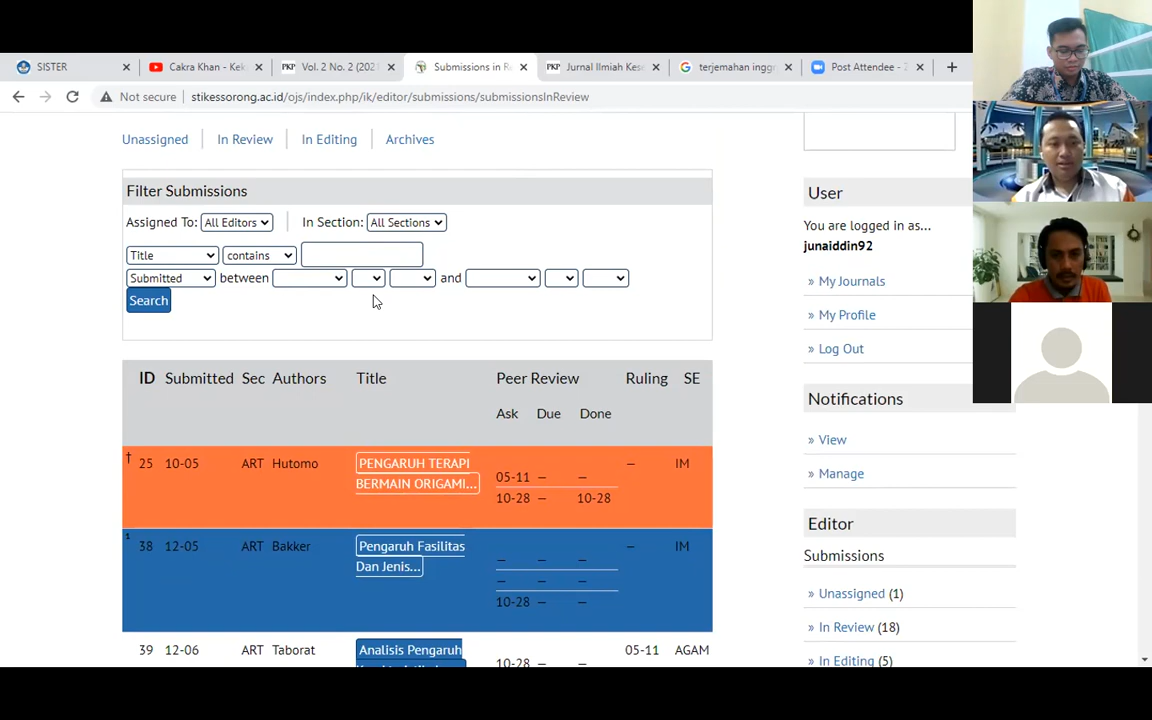 SISTER
Cakra Khan - Kek
Vol. 2 No. 2 (2021
Submissions in Re
Jurnal Ilmiah Kese
terjemahan inggr
Post Attendee - Z
Not secure
stikessorong.ac.id/ojs/index.php/ik/editor/submissions/submissionsInReview
Unassigned
In Review
In Editing
Archives
Filter Submissions
Assigned To: All Editors In Section: All Sections
Title contains
Submitted between and
Search
ID Submitted Sec Authors Title Peer Review Ruling SE
Ask Due Done
† 25 10-05 ART Hutomo PENGARUH TERAPI – IM
BERMAIN ORIGAMI... 05-11 — —
10-28 — 10-28
38 12-05 ART Bakker Pengaruh Fasilitas – IM
Dan Jenis... — —
— —
10-28 — —
39 12-06 ART Taborat Analisis Pengaruh 05-11 AGAM
10-28 — —
User
You are logged in as...
junaiddin92
» My Journals
» My Profile
» Log Out
Notifications
» View
» Manage
Editor
Submissions
» Unassigned (1)
» In Review (18)
» In Editing (5)